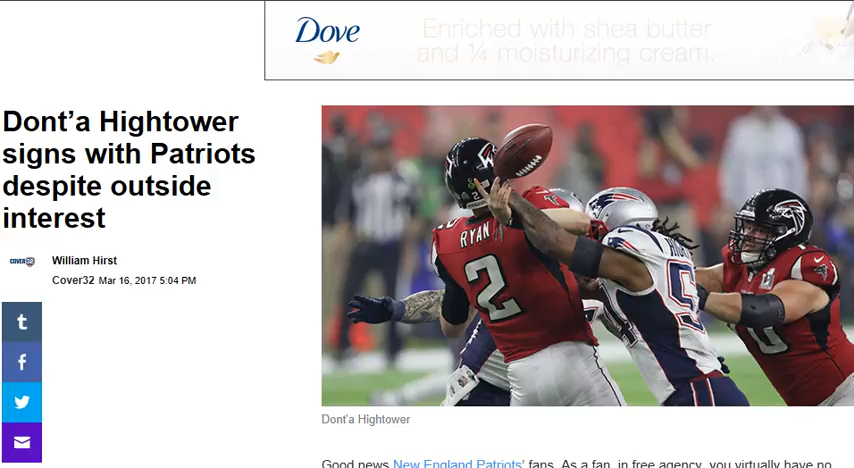 Dove
Enriched with shea butter
and ¼ moisturizing cream.
Dont’a Hightower
signs with Patriots
despite outside
interest
COVER32
William Hirst
Cover32 Mar 16, 2017 5:04 PM
RYAN
2
5
Dont'a Hightower
Good news New England Patriots' fans. As a fan, in free agency, you virtually have no